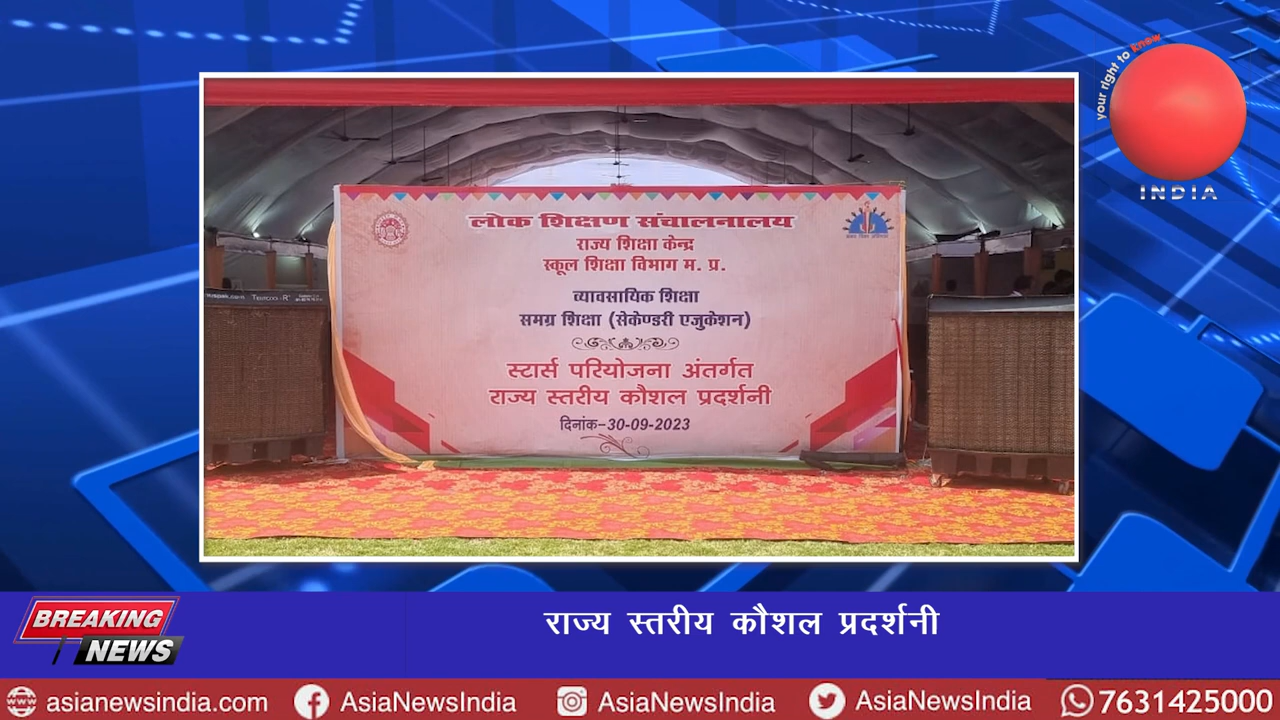 your right to know
INDIA
लोक शिक्षण संचालनालय
राज्य शिक्षा केन्द्र
स्कूल शिक्षा विभाग म. प्र.
व्यावसायिक शिक्षा
समग्र शिक्षा (सेकेण्डरी एजुकेशन)
स्टार्स परियोजना अंतर्गत
राज्य स्तरीय कौशल प्रदर्शनी
दिनांक-30-09-2023
BREAKING
NEWS
राज्य स्तरीय कौशल प्रदर्शनी
asianewsindia.com AsiaNewsIndia AsiaNewsIndia AsiaNewsIndia 7631425000